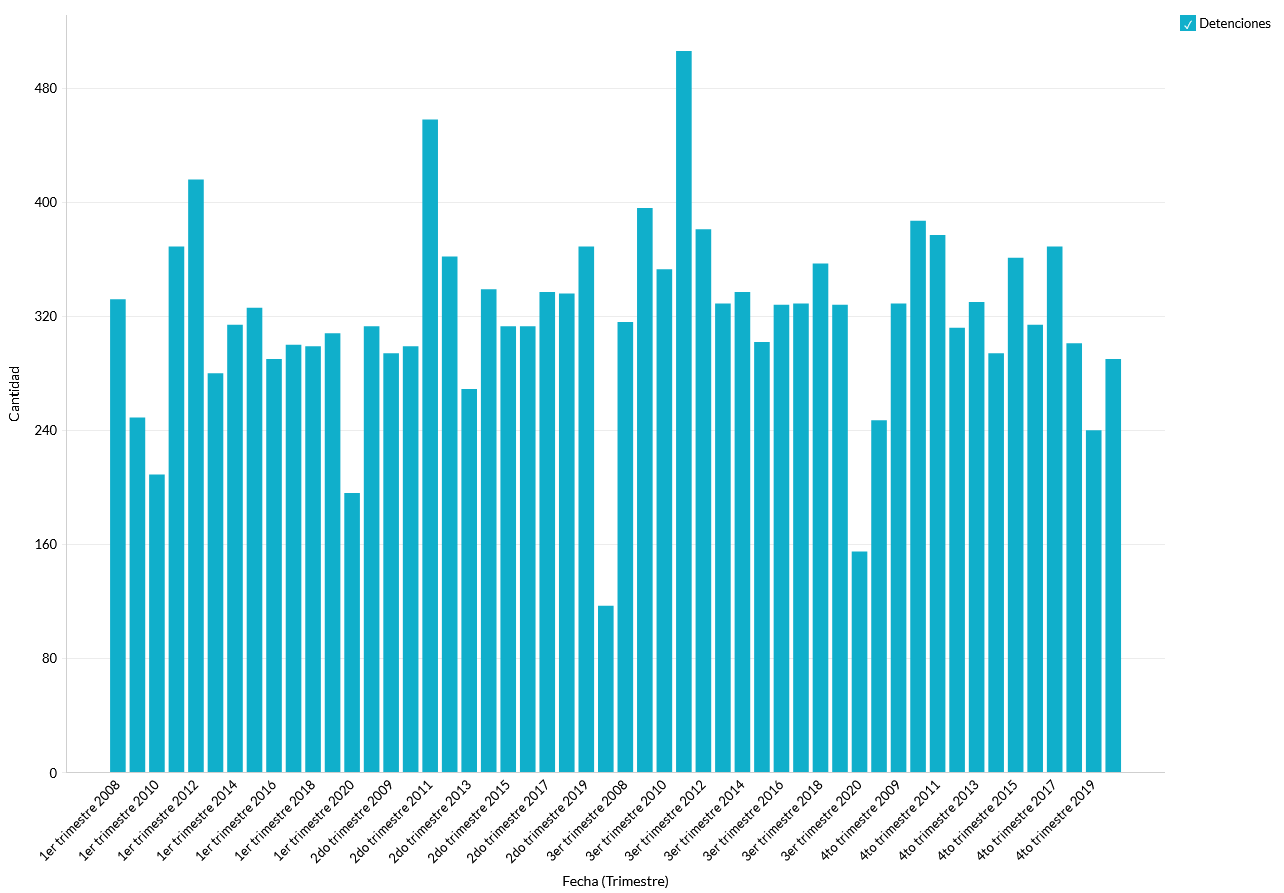 Detenciones
480
400
320
240
160
80
0
Cantidad
1er trimestre 2008
1er trimestre 2010
1er trimestre 2012
1er trimestre 2014
1er trimestre 2016
1er trimestre 2018
1er trimestre 2020
2do trimestre 2009
2do trimestre 2011
2do trimestre 2013
2do trimestre 2015
2do trimestre 2017
2do trimestre 2019
3er trimestre 2008
3er trimestre 2010
3er trimestre 2012
3er trimestre 2014
3er trimestre 2016
3er trimestre 2018
3er trimestre 2020
4to trimestre 2009
4to trimestre 2011
4to trimestre 2013
4to trimestre 2015
4to trimestre 2017
4to trimestre 2019
Fecha (Trimestre)